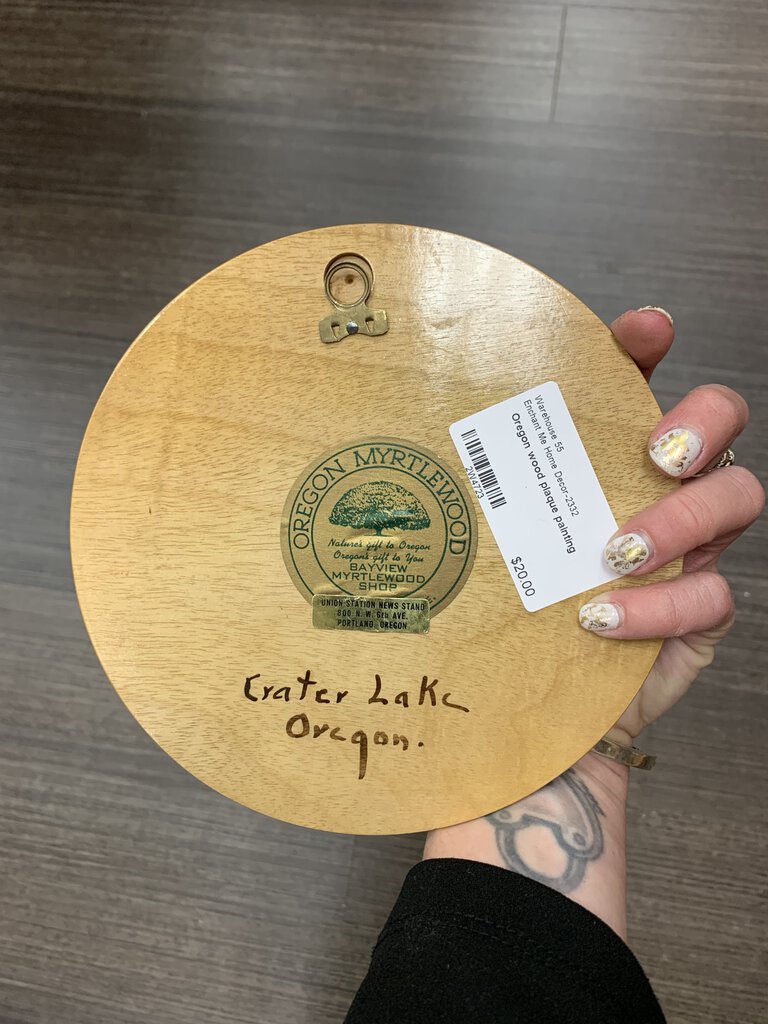 Warehouse 55
Enchant Me Home Decor-2332
Oregon wood plaque painting
2W4723
$20.00
OREGON MYRTLEWOOD
Nature's gift to Oregon
Oregon's gift to You
BAYVIEW
MYRTLEWOOD
SHOP
UNION STATION NEWS STAND
800 N.W. 6th AVE.
PORTLAND, OREGON
Crater Lake
Oregon.